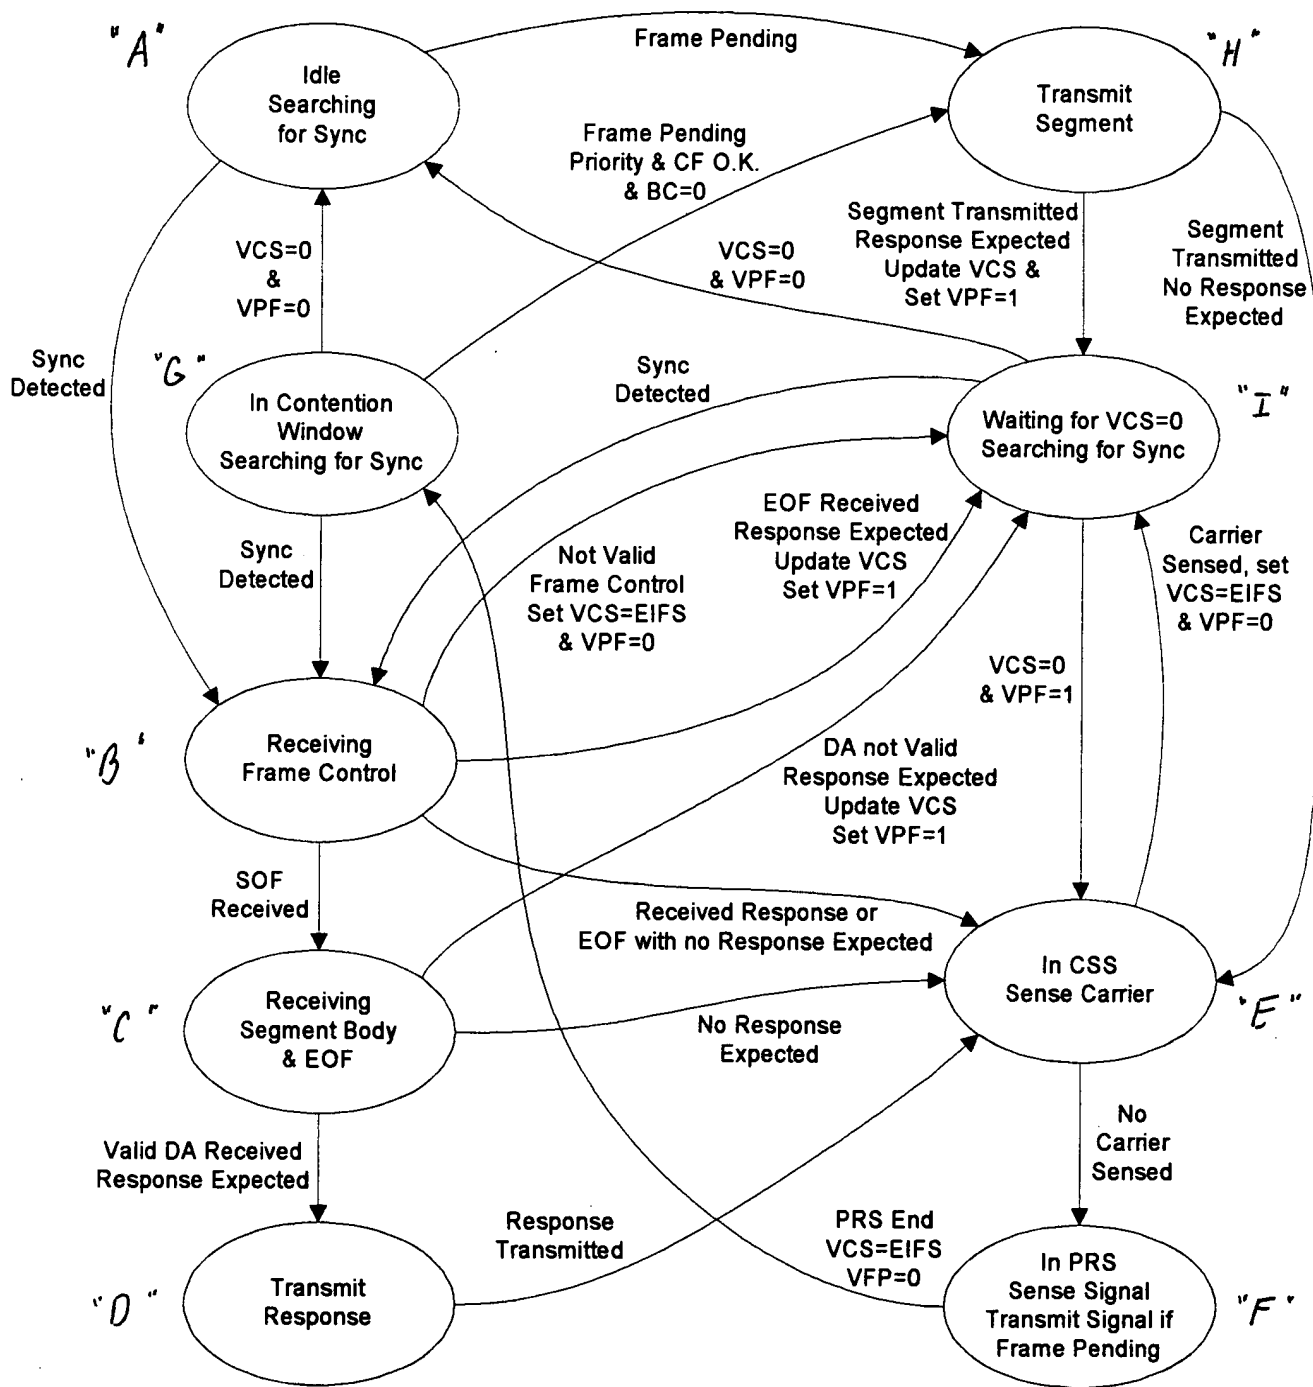 "A"
Idle
Searching
for Sync
Frame Pending
"H"
Transmit
Segment
Frame Pending
Priority & CF O.K.
& BC=0
VCS=0
&
VPF=0
VCS=0
& VPF=0
Segment Transmitted
Response Expected
Update VCS &
Set VPF=1
Segment
Transmitted
No Response
Expected
Sync
Detected
"G"
In Contention
Window
Searching for Sync
Sync
Detected
Waiting for VCS=0
Searching for Sync
"I"
Sync
Detected
Not Valid
Frame Control
Set VCS=EIFS
& VPF=0
EOF Received
Response Expected
Update VCS
Set VPF=1
Carrier
Sensed, set
VCS=EIFS
& VPF=0
VCS=0
& VPF=1
"B"
Receiving
Frame Control
DA not Valid
Response Expected
Update VCS
Set VPF=1
SOF
Received
Received Response or
EOF with no Response Expected
"C"
Receiving
Segment Body
& EOF
No Response
Expected
In CSS
Sense Carrier
"E"
Valid DA Received
Response Expected
No
Carrier
Sensed
"D"
Transmit
Response
Response
Transmitted
PRS End
VCS=EIFS
VFP=0
In PRS
Sense Signal
Transmit Signal if
Frame Pending
"F"